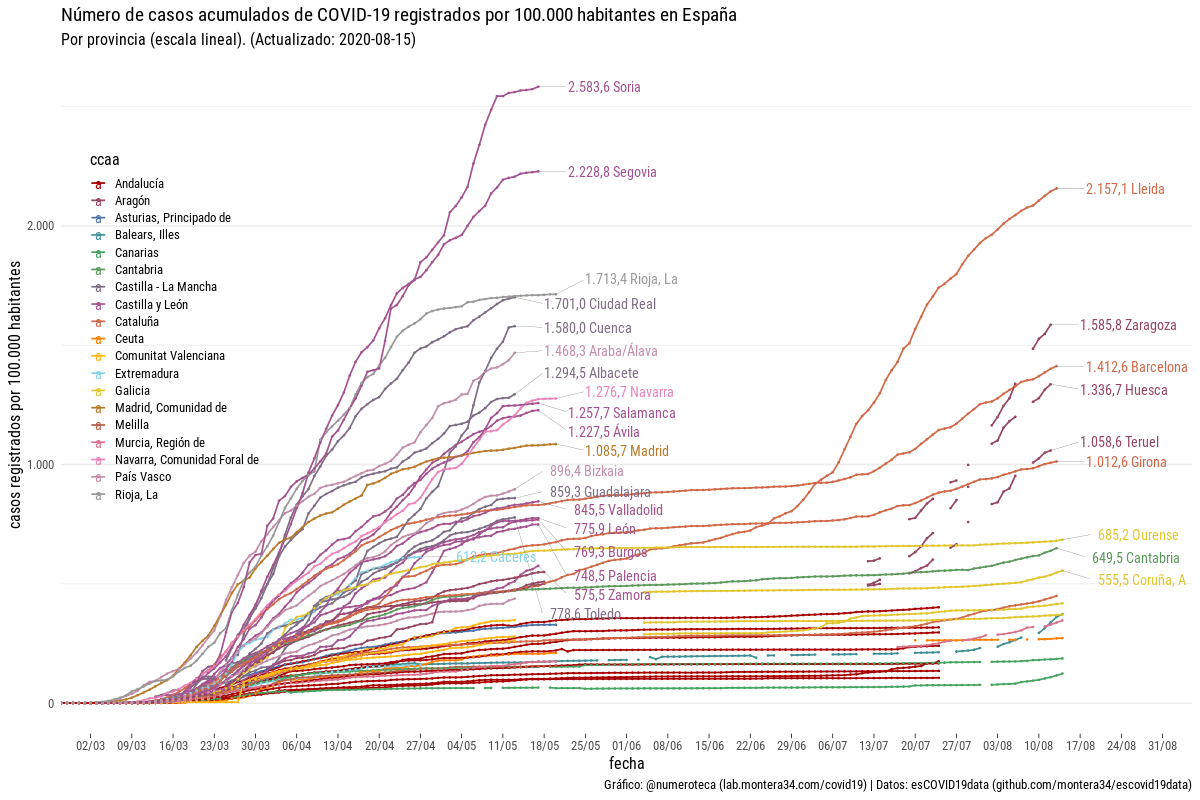 Número de casos acumulados de COVID-19 registrados por 100.000 habitantes en España
Por provincia (escala lineal). (Actualizado: 2020-08-15)
casos registrados por 100.000 habitantes
2.000
1.000
0
ccaa
a Andalucía
a Aragón
a Asturias, Principado de
a Balears, Illes
a Canarias
a Cantabria
a Castilla - La Mancha
a Castilla y León
a Cataluña
a Ceuta
a Comunitat Valenciana
a Extremadura
a Galicia
a Madrid, Comunidad de
a Melilla
a Murcia, Región de
a Navarra, Comunidad Foral de
a País Vasco
a Rioja, La
2.583,6 Soria
2.228,8 Segovia
2.157,1 Lleida
1.713,4 Rioja, La
1.701,0 Ciudad Real
1.580,0 Cuenca
1.585,8 Zaragoza
1.468,3 Araba/Álava
1.412,6 Barcelona
1.294,5 Albacete
1.336,7 Huesca
1.276,7 Navarra
1.257,7 Salamanca
1.227,5 Ávila
1.058,6 Teruel
1.085,7 Madrid
1.012,6 Girona
896,4 Bizkaia
859,3 Guadalajara
845,5 Valladolid
775,9 León
685,2 Ourense
769,3 Burgos
612,2 Cáceres
649,5 Cantabria
748,5 Palencia
555,5 Coruña, A
575,5 Zamora
778,6 Toledo
02/03 09/03 16/03 23/03 30/03 06/04 13/04 20/04 27/04 04/05 11/05 18/05 25/05 01/06 08/06 15/06 22/06 29/06 06/07 13/07 20/07 27/07 03/08 10/08 17/08 24/08 31/08
fecha
Gráfico: @numeroteca (lab.montera34.com/covid19) | Datos: esCOVID19data (github.com/montera34/escovid19data)